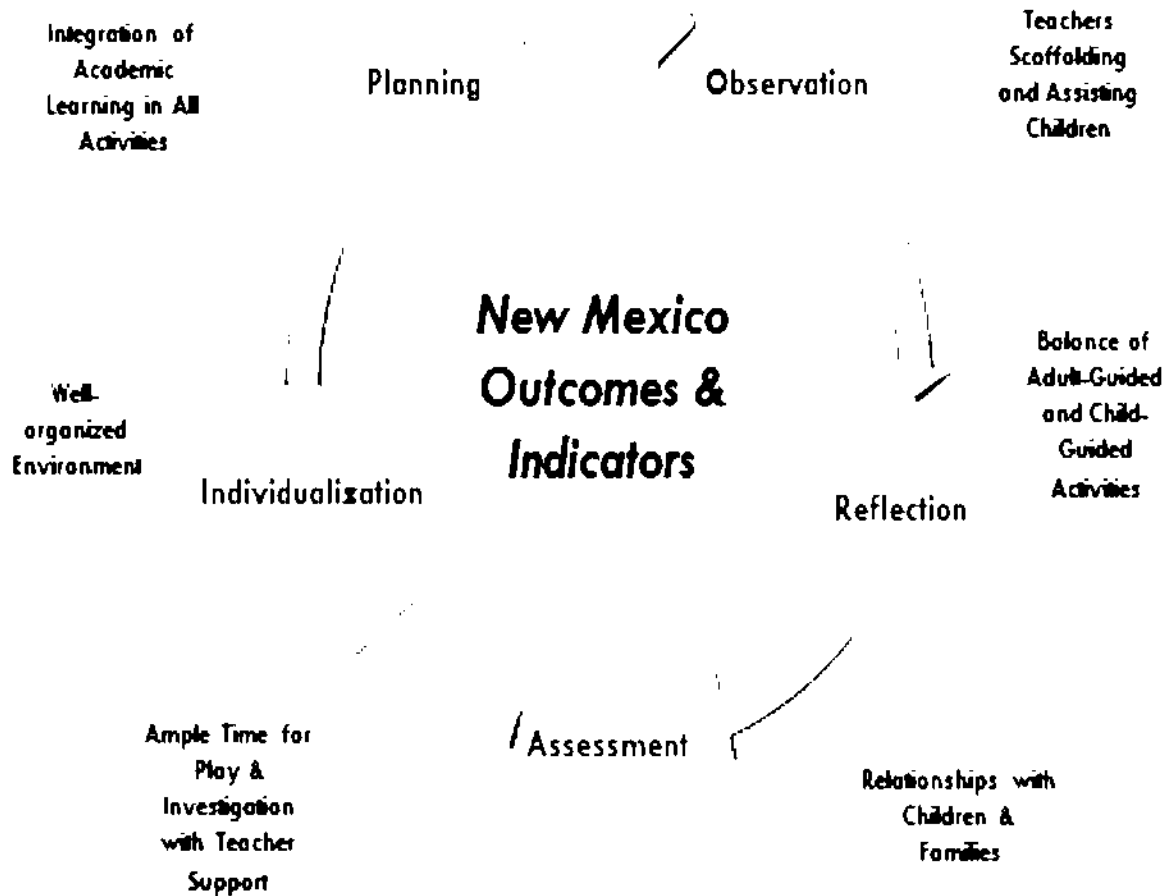 Integration of
Academic
Learning in All
Activities
Planning
Observation
Teachers
Scaffolding
and Assisting
Children
New Mexico
Outcomes &
Indicators
Well-
organized
Environment
Individualization
Reflection
Balance of
Adult-Guided
and Child-
Guided
Activities
Assessment
Ample Time for
Play &
Investigation
with Teacher
Support
Relationships with
Children &
Families